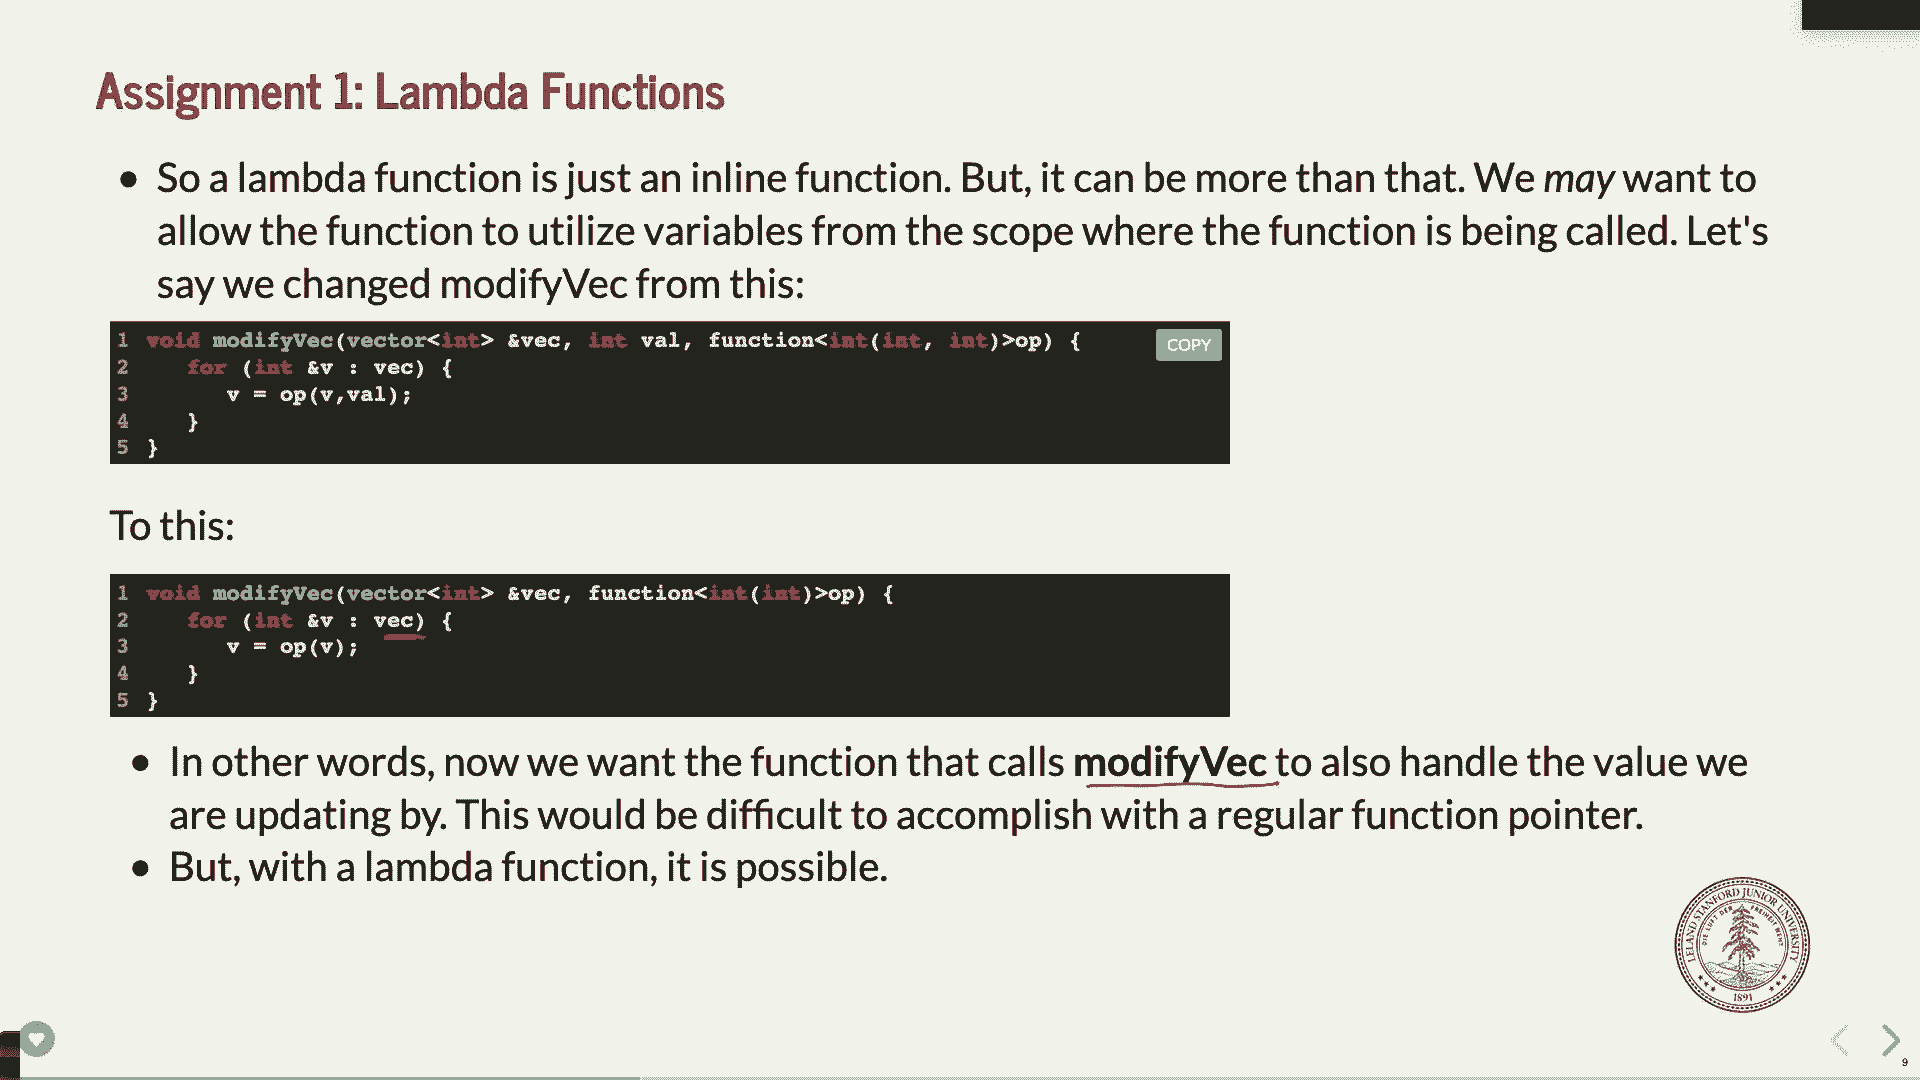 Assignment 1: Lambda Functions
● So a lambda function is just an inline function. But, it can be more than that. We may want to
allow the function to utilize variables from the scope where the function is being called. Let's
say we changed modifyVec from this:
1 void modifyVec(vector<int> &vec, int val, function<int(int, int)>op) {
COPY
2    for (int &v : vec) {
3       v = op(v,val);
4    }
5 }
To this:
1 void modifyVec(vector<int> &vec, function<int(int)>op) {
2    for (int &v : vec) {
3       v = op(v);
4    }
5 }
● In other words, now we want the function that calls modifyVec to also handle the value we
are updating by. This would be difficult to accomplish with a regular function pointer.
● But, with a lambda function, it is possible.
LELAND STANFORD JUNIOR UNIVERSITY
DIE LUFT DER FREIHEIT WEHT
1891
9